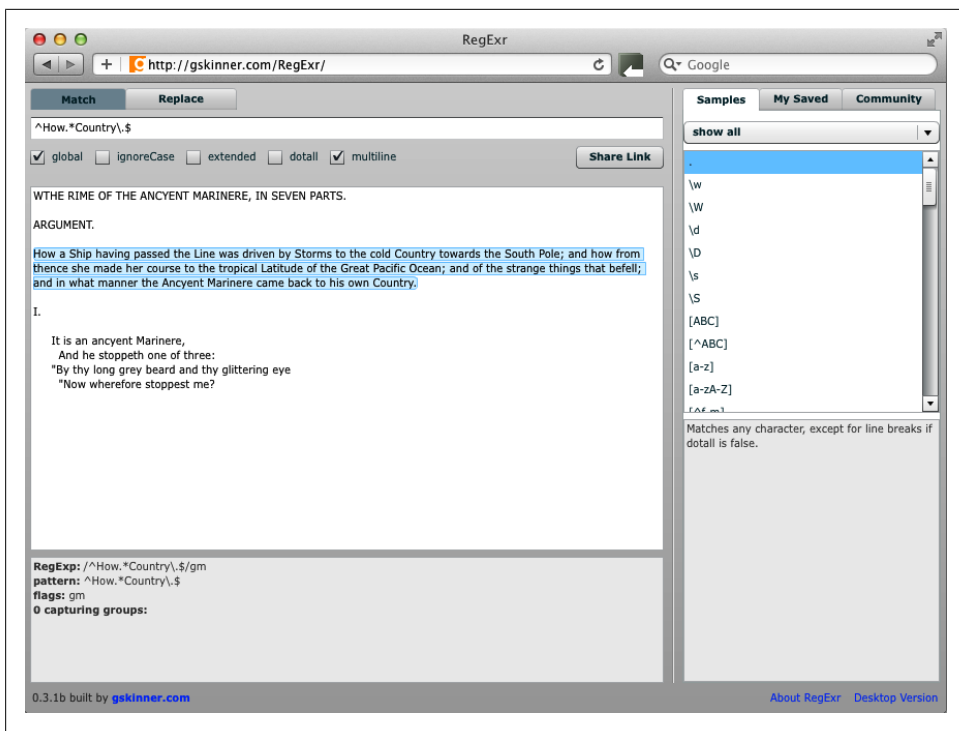 RegExr
http://gskinner.com/RegExr/
Google
Match Replace
^How.*Country\.$
global ignoreCase extended dotall multiline Share Link
WTHE RIME OF THE ANCYENT MARINERE, IN SEVEN PARTS.
ARGUMENT.
How a Ship having passed the Line was driven by Storms to the cold Country towards the South Pole; and how from
thence she made her course to the tropical Latitude of the Great Pacific Ocean; and of the strange things that befell;
and in what manner the Ancyent Marinere came back to his own Country.
I.
It is an ancyent Marinere,
And he stoppeth one of three:
"By thy long grey beard and thy glittering eye
"Now wherefore stoppest me?
RegExp: /^How.*Country\.$/gm
pattern: ^How.*Country\.$
flags: gm
0 capturing groups:
Samples My Saved Community
show all
.
\w
\W
\d
\D
\s
\S
[ABC]
[^ABC]
[a-z]
[a-zA-Z]
[^f-m]
Matches any character, except for line breaks if
dotall is false.
0.3.1b built by gskinner.com
About RegExr Desktop Version